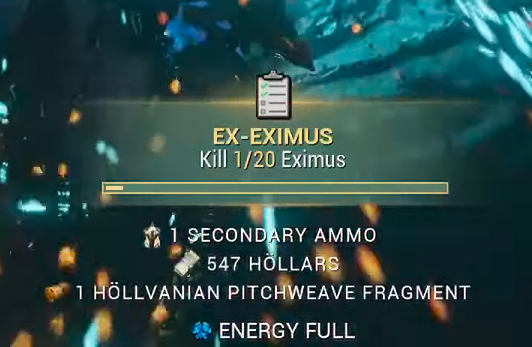 EX-EXIMUS
Kill 1/20 Eximus
1 SECONDARY AMMO
547 HÖLLARS
1 HÖLLVANIAN PITCHWEAVE FRAGMENT
ENERGY FULL